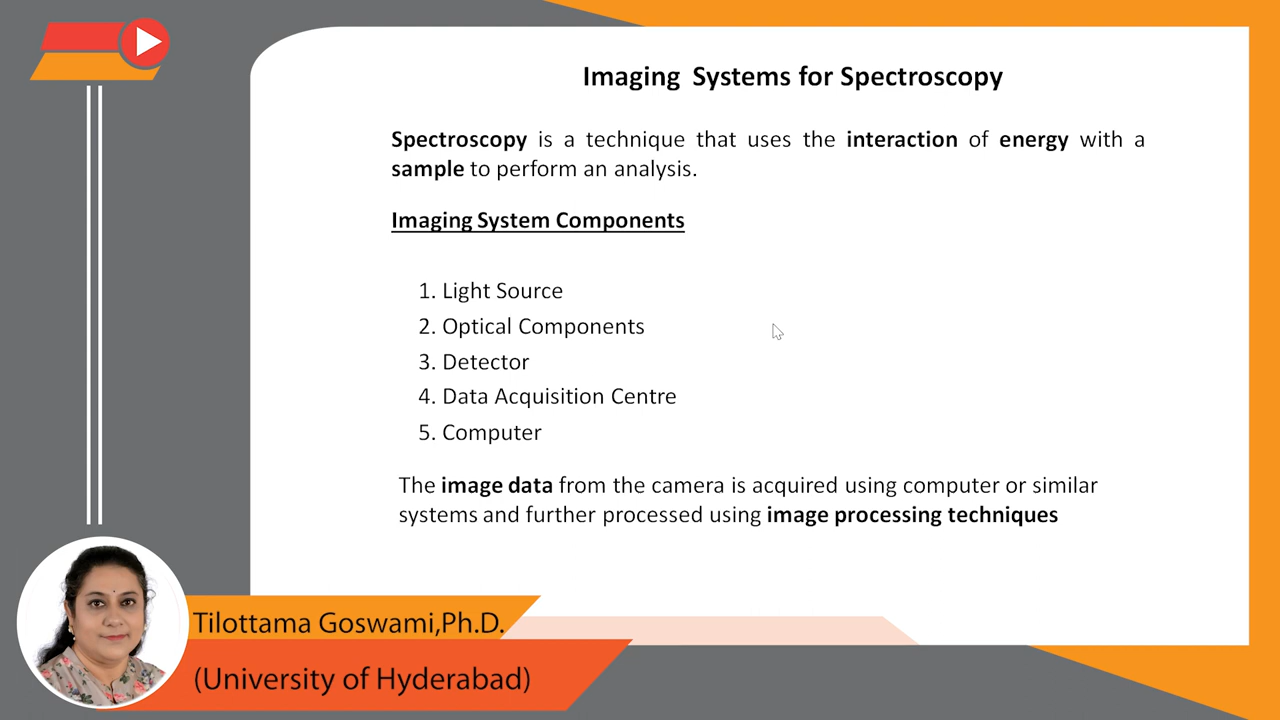 Imaging Systems for Spectroscopy
Spectroscopy is a technique that uses the interaction of energy with a
sample to perform an analysis.
Imaging System Components
1. Light Source
2. Optical Components
3. Detector
4. Data Acquisition Centre
5. Computer
The image data from the camera is acquired using computer or similar
systems and further processed using image processing techniques
Tilottama Goswami,Ph.D.
(University of Hyderabad)